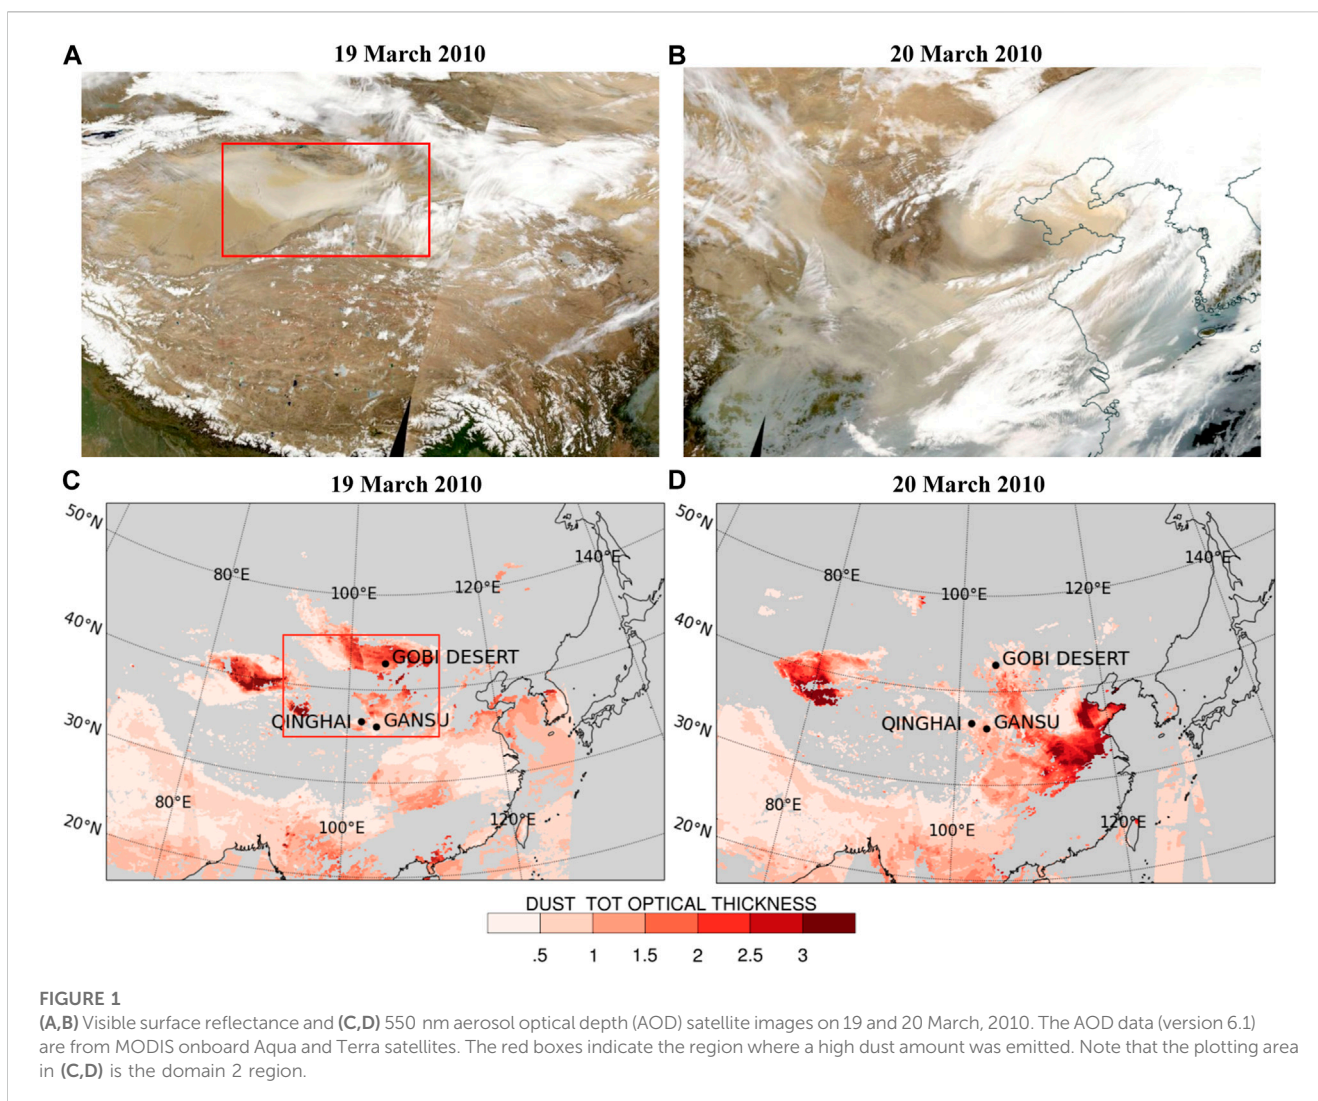 A
19 March 2010
B
20 March 2010
C
19 March 2010
D
20 March 2010
50°N
40°N
30°N
20°N
80°E
100°E
120°E
140°E
GOBI DESERT
QINGHAI
GANSU
80°E
100°E
120°E
50°N
40°N
30°N
20°N
80°E
100°E
120°E
140°E
GOBI DESERT
QINGHAI
GANSU
80°E
100°E
120°E
DUST TOT OPTICAL THICKNESS
.5 1 1.5 2 2.5 3
FIGURE 1
(A,B) Visible surface reflectance and (C,D) 550 nm aerosol optical depth (AOD) satellite images on 19 and 20 March, 2010. The AOD data (version 6.1)
are from MODIS onboard Aqua and Terra satellites. The red boxes indicate the region where a high dust amount was emitted. Note that the plotting area
in (C,D) is the domain 2 region.